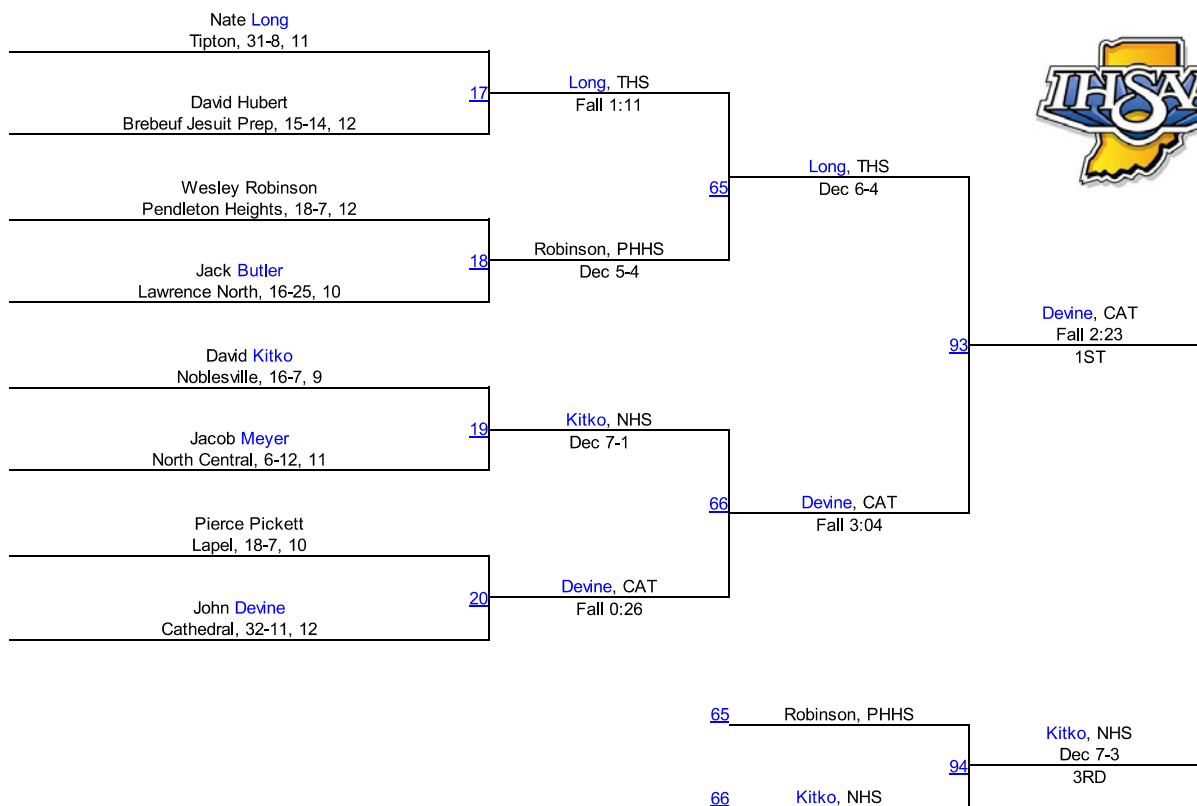 Nate Long
Tipton, 31-8, 11
David Hubert
Brebeuf Jesuit Prep, 15-14, 12
17
Long, THS
Fall 1:11
Wesley Robinson
Pendleton Heights, 18-7, 12
Jack Butler
Lawrence North, 16-25, 10
18
Robinson, PHHS
Dec 5-4
65
Long, THS
Dec 6-4
David Kitko
Noblesville, 16-7, 9
Jacob Meyer
North Central, 6-12, 11
19
Kitko, NHS
Dec 7-1
Pierce Pickett
Lapel, 18-7, 10
John Devine
Cathedral, 32-11, 12
20
Devine, CAT
Fall 0:26
66
Devine, CAT
Fall 3:04
93
Devine, CAT
Fall 2:23
1ST
IHSAA
65
Robinson, PHHS
66
Kitko, NHS
94
Kitko, NHS
Dec 7-3
3RD